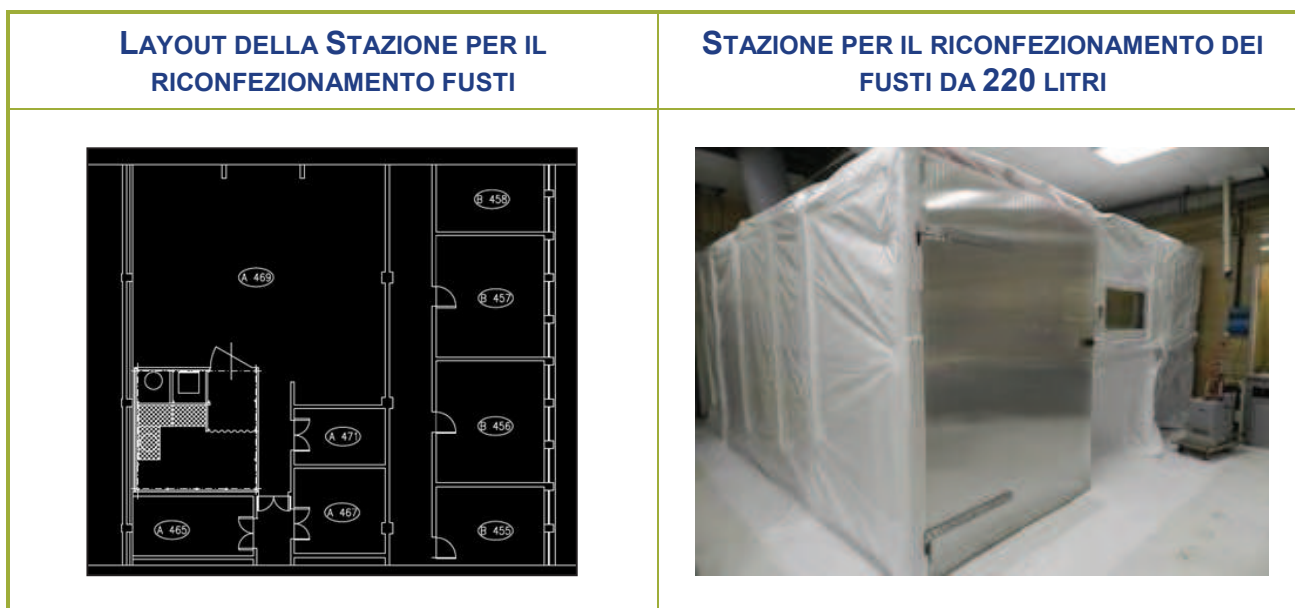 LAYOUT DELLA STAZIONE PER IL
RICONFEZIONAMENTO FUSTI
STAZIONE PER IL RICONFEZIONAMENTO DEI
FUSTI DA 220 LITRI
B 458
A 469
B 457
A 471
B 456
A 467
A 465
B 455